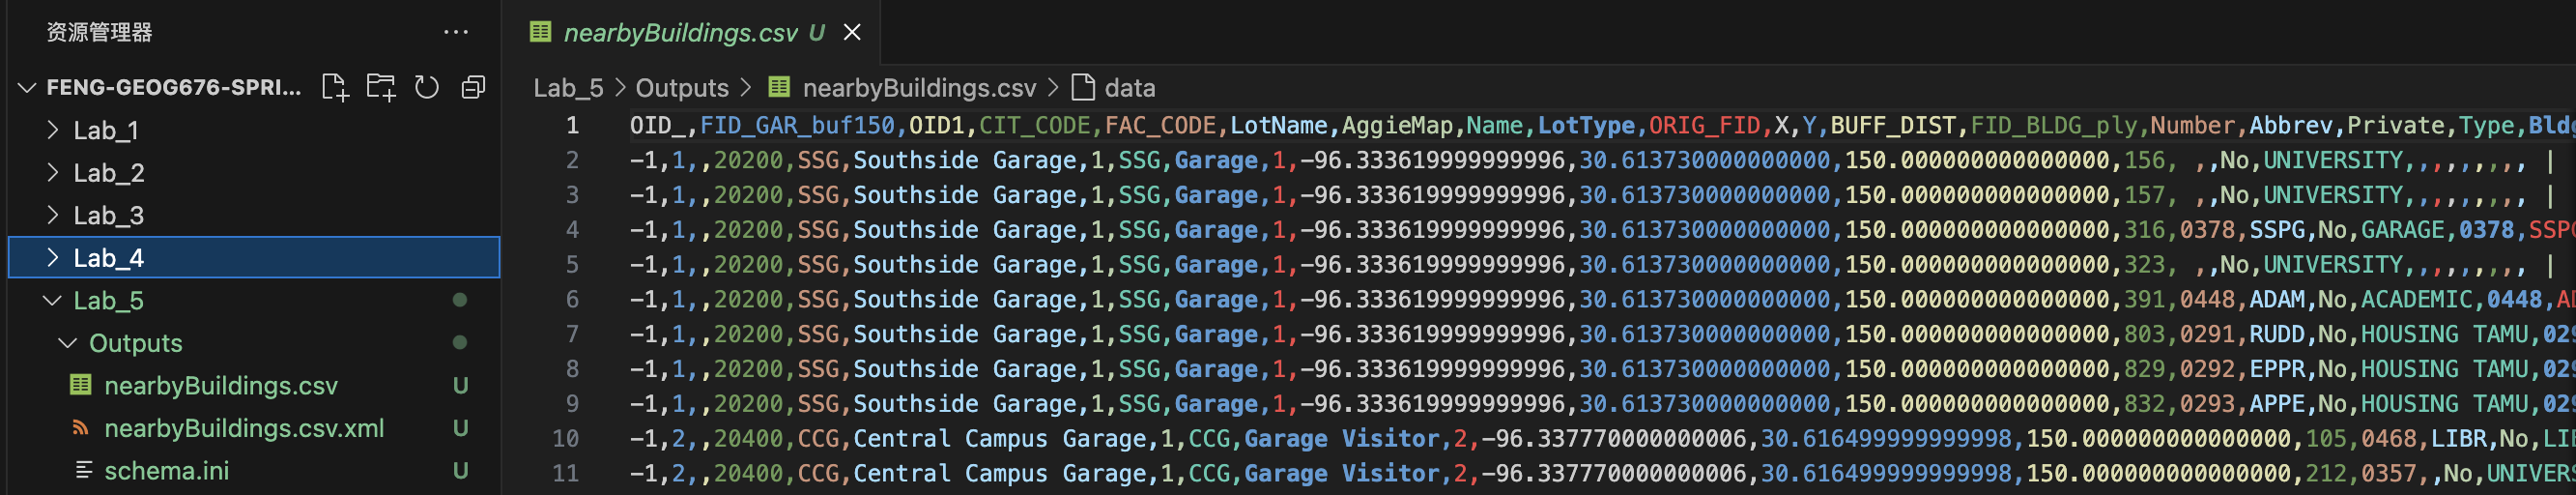 资源管理器 ...
FENG-GEOG676-SPRI...
Lab_1
Lab_2
Lab_3
Lab_4
Lab_5
Outputs
nearbyBuildings.csv U
nearbyBuildings.csv.xml U
schema.ini U
nearbyBuildings.csv U
Lab_5 > Outputs > nearbyBuildings.csv > data
1 OID_,FID_GAR_buf150,OID1,CIT_CODE,FAC_CODE,LotName,AggieMap,Name,LotType,ORIG_FID,X,Y,BUFF_DIST,FID_BLDG_ply,Number,Abbrev,Private,Type,Bldg
2 -1,1,,20200,SSG,Southside Garage,1,SSG,Garage,1,-96.333619999999996,30.613730000000000,150.000000000000000,156, ,,No,UNIVERSITY,,,,,,,,, |
3 -1,1,,20200,SSG,Southside Garage,1,SSG,Garage,1,-96.333619999999996,30.613730000000000,150.000000000000000,157, ,,No,UNIVERSITY,,,,,,,,, |
4 -1,1,,20200,SSG,Southside Garage,1,SSG,Garage,1,-96.333619999999996,30.613730000000000,150.000000000000000,316,0378,SSPG,No,GARAGE,0378,SSPG
5 -1,1,,20200,SSG,Southside Garage,1,SSG,Garage,1,-96.333619999999996,30.613730000000000,150.000000000000000,323, ,,No,UNIVERSITY,,,,,,,,, |
6 -1,1,,20200,SSG,Southside Garage,1,SSG,Garage,1,-96.333619999999996,30.613730000000000,150.000000000000000,391,0448,ADAM,No,ACADEMIC,0448,AD
7 -1,1,,20200,SSG,Southside Garage,1,SSG,Garage,1,-96.333619999999996,30.613730000000000,150.000000000000000,803,0291,RUDD,No,HOUSING TAMU,029
8 -1,1,,20200,SSG,Southside Garage,1,SSG,Garage,1,-96.333619999999996,30.613730000000000,150.000000000000000,829,0292,EPPR,No,HOUSING TAMU,029
9 -1,1,,20200,SSG,Southside Garage,1,SSG,Garage,1,-96.333619999999996,30.613730000000000,150.000000000000000,832,0293,APPE,No,HOUSING TAMU,029
10 -1,2,,20400,CCG,Central Campus Garage,1,CCG,Garage Visitor,2,-96.337770000000006,30.616499999999998,150.000000000000000,105,0468,LIBR,No,LIB
11 -1,2,,20400,CCG,Central Campus Garage,1,CCG,Garage Visitor,2,-96.337770000000006,30.616499999999998,150.000000000000000,212,0357,,No,UNIVERS